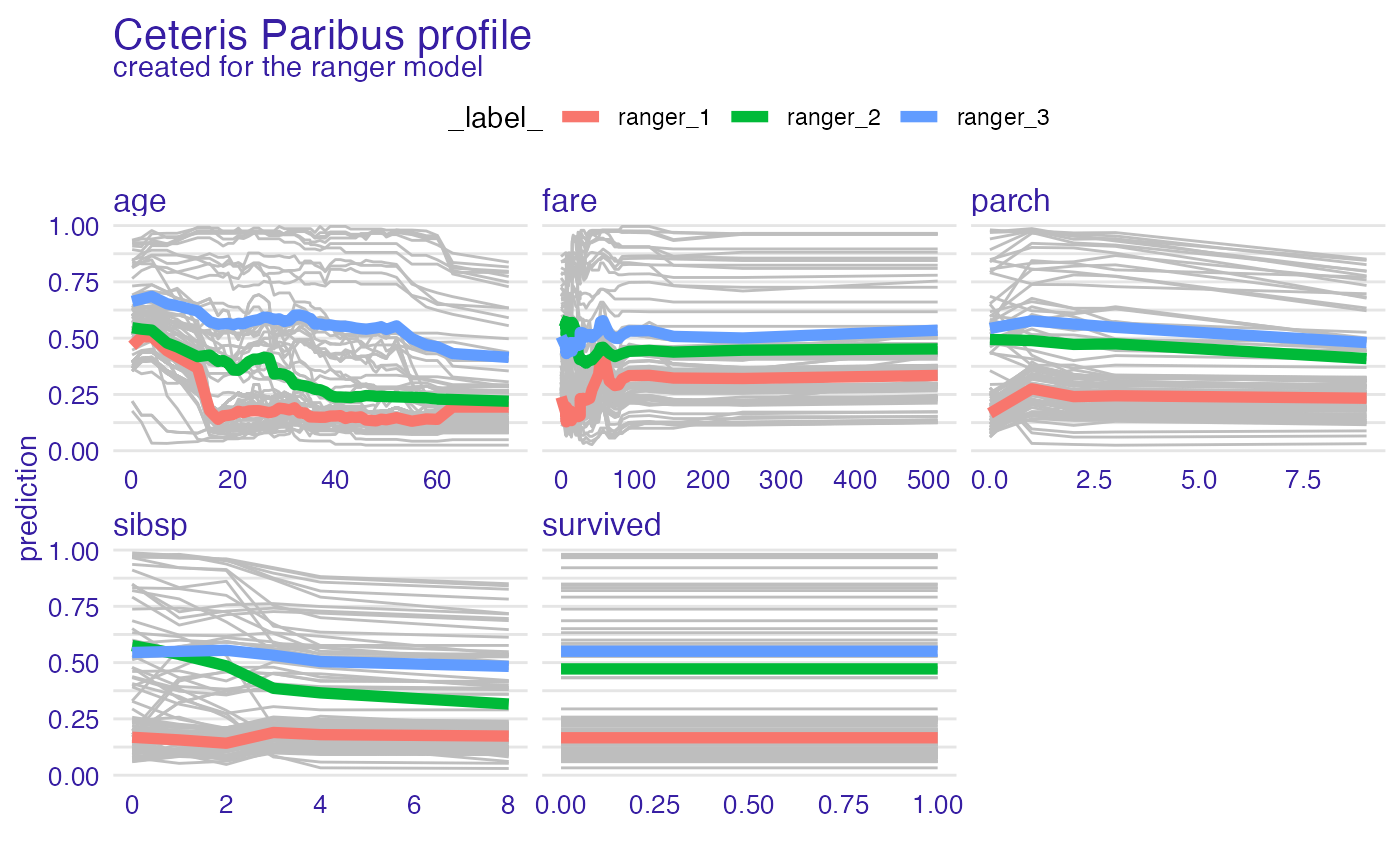 Ceteris Paribus profile
created for the ranger model
_label_ ranger_1 ranger_2 ranger_3
age fare parch
1.00
0.75
0.50
0.25
0.00
0 20 40 60 0 100 200 300 400 500 0.0 2.5 5.0 7.5
prediction
sibsp survived
1.00
0.75
0.50
0.25
0.00
0 2 4 6 8 0.00 0.25 0.50 0.75 1.00